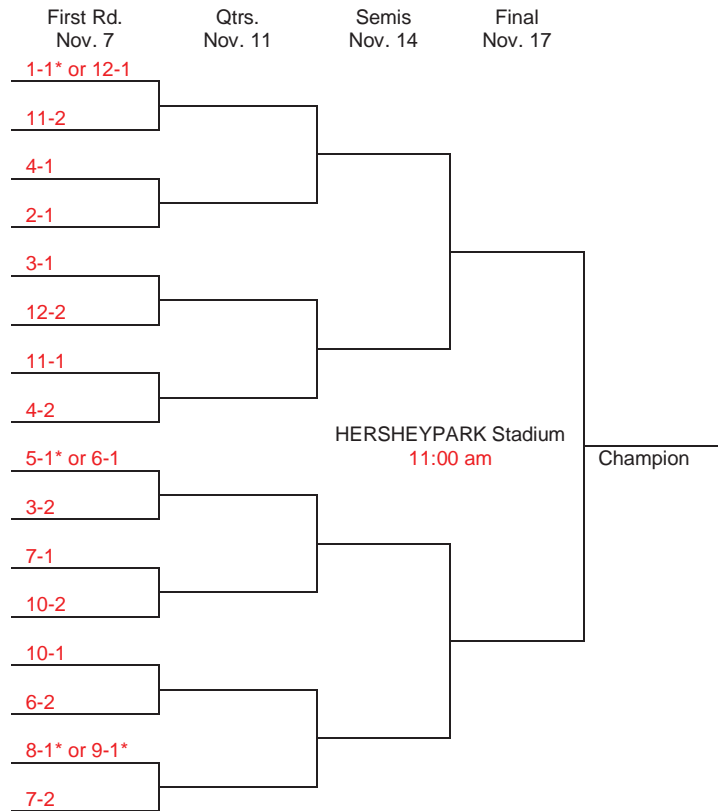 First Rd. Qtrs. Semis Final
Nov. 7 Nov. 11 Nov. 14 Nov. 17
1-1* or 12-1
11-2
4-1
2-1
3-1
12-2
11-1
4-2
HERSHEYPARK Stadium
11:00 am
Champion
5-1* or 6-1
3-2
7-1
10-2
10-1
6-2
8-1* or 9-1*
7-2